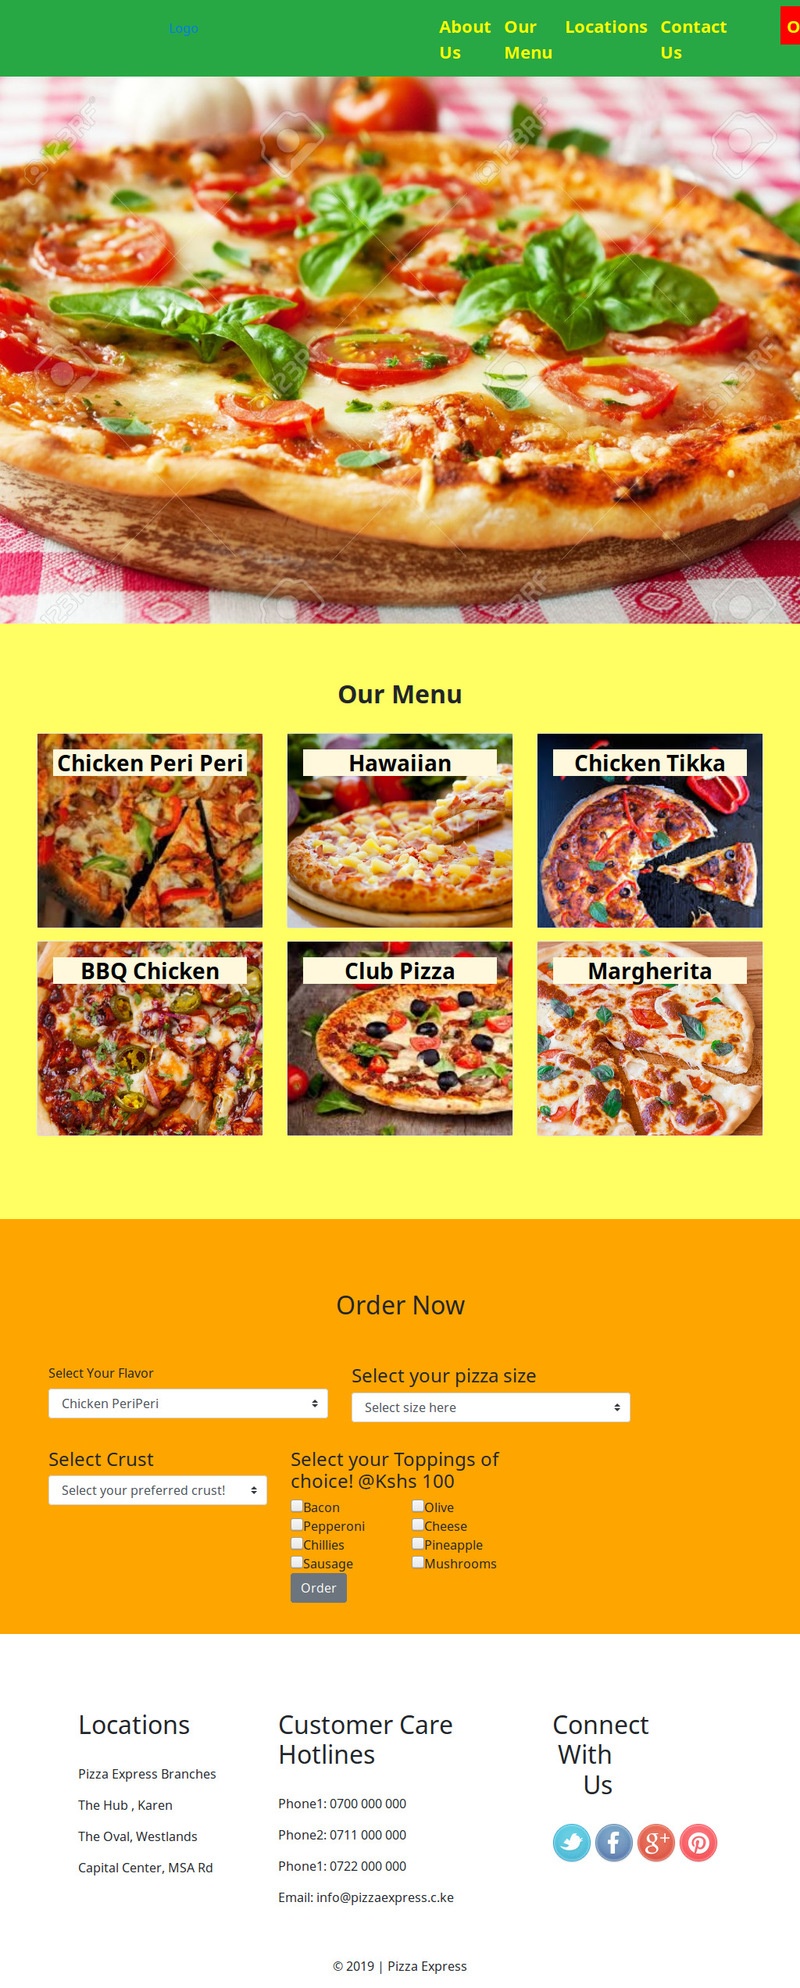 Logo
About Us
Our Menu
Locations
Contact Us
O
123RF
Our Menu
Chicken Peri Peri
Hawaiian
Chicken Tikka
BBQ Chicken
Club Pizza
Margherita
Order Now
Select Your Flavor
Chicken PeriPeri
Select your pizza size
Select size here
Select Crust
Select your preferred crust!
Select your Toppings of
choice! @Kshs 100
Bacon
Olive
Pepperoni
Cheese
Chillies
Pineapple
Sausage
Mushrooms
Order
Locations
Pizza Express Branches
The Hub , Karen
The Oval, Westlands
Capital Center, MSA Rd
Customer Care
Hotlines
Phone1: 0700 000 000
Phone2: 0711 000 000
Phone1: 0722 000 000
Email: info@pizzaexpress.c.ke
Connect
With
Us
f
g+
© 2019 | Pizza Express